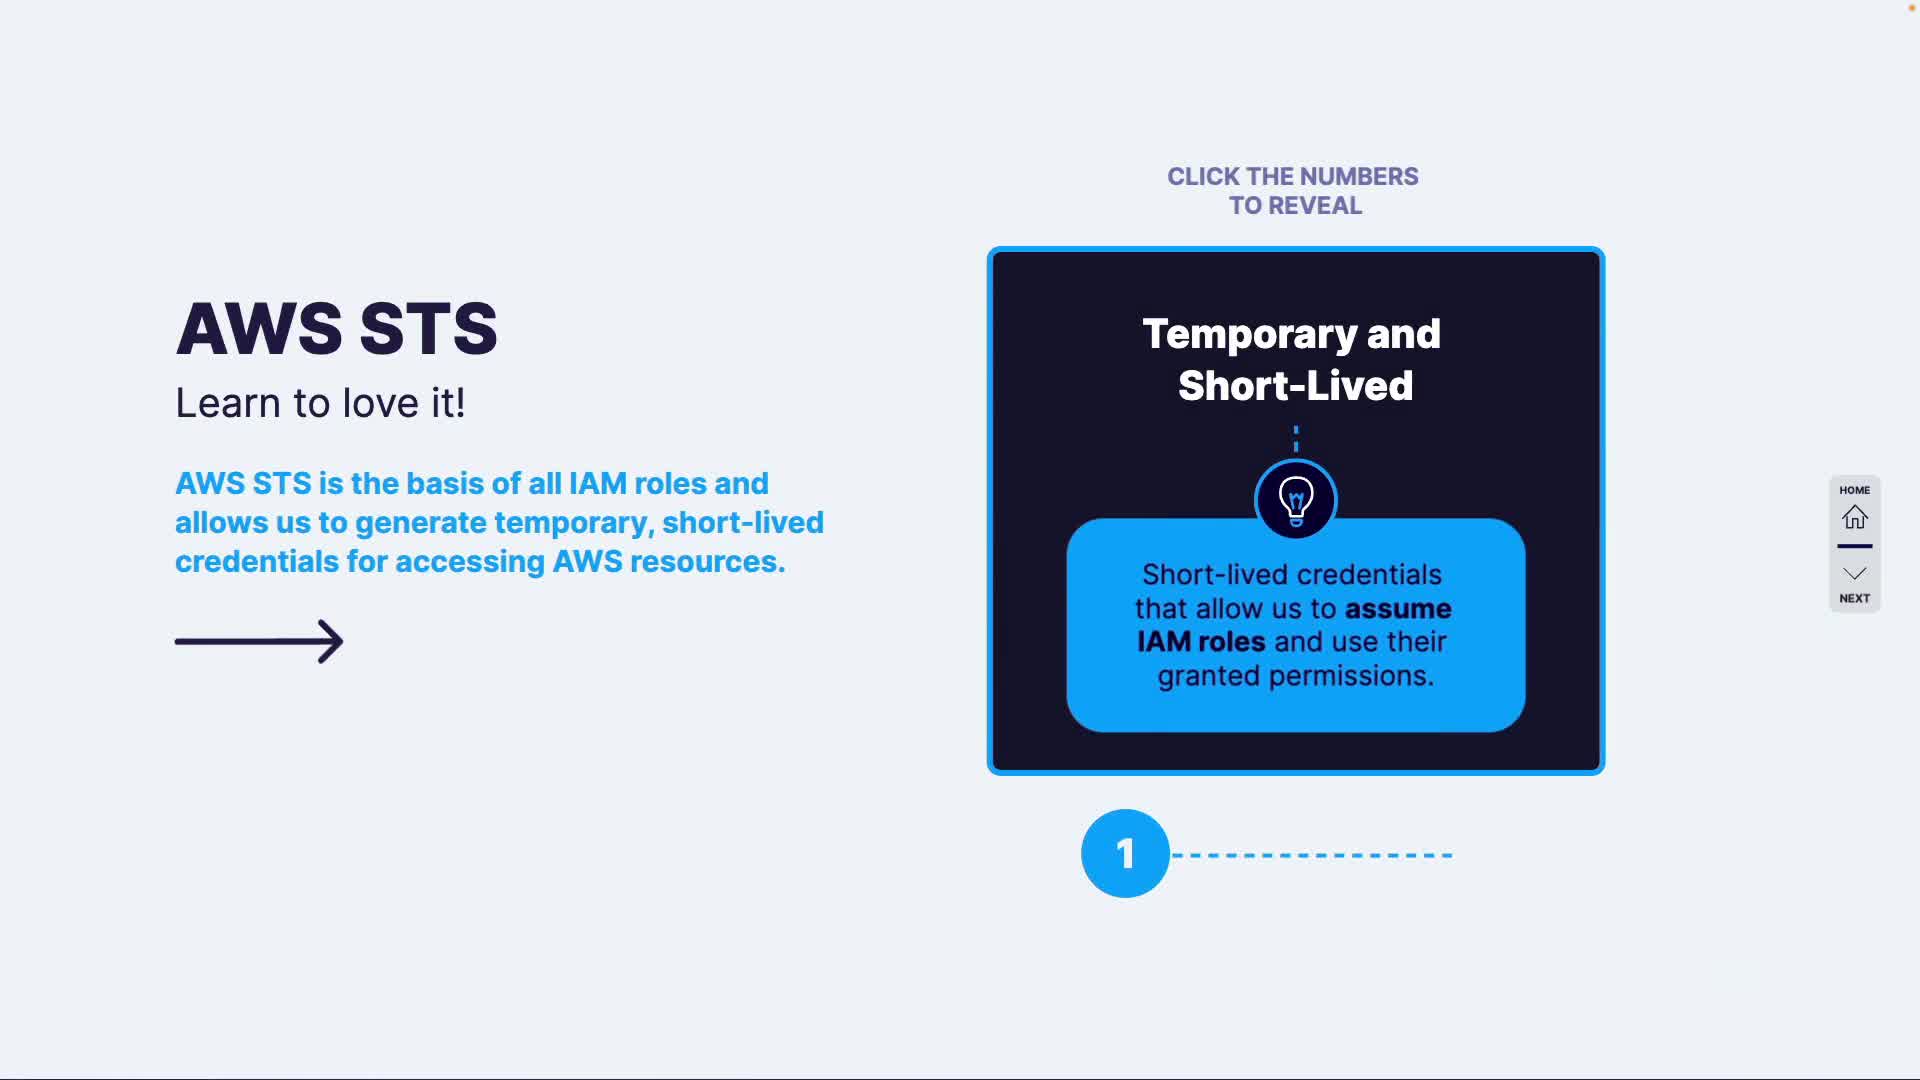 CLICK THE NUMBERS
TO REVEAL
AWS STS
Learn to love it!
AWS STS is the basis of all IAM roles and
allows us to generate temporary, short-lived
credentials for accessing AWS resources.
Temporary and
Short-Lived
Short-lived credentials
that allow us to assume
IAM roles and use their
granted permissions.
1
HOME
NEXT